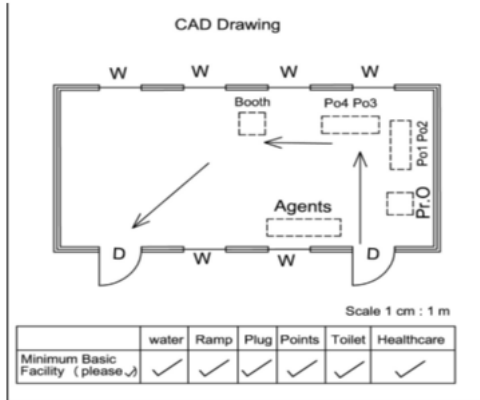 CAD Drawing
W W W W
Booth Po4 Po3
Po1 Po2
Pr.O
Agents
D W W D
Scale 1 cm : 1 m
water Ramp Plug Points Toilet Healthcare
Minimum Basic
Facility (please ✓) ✓ ✓ ✓ ✓ ✓ ✓